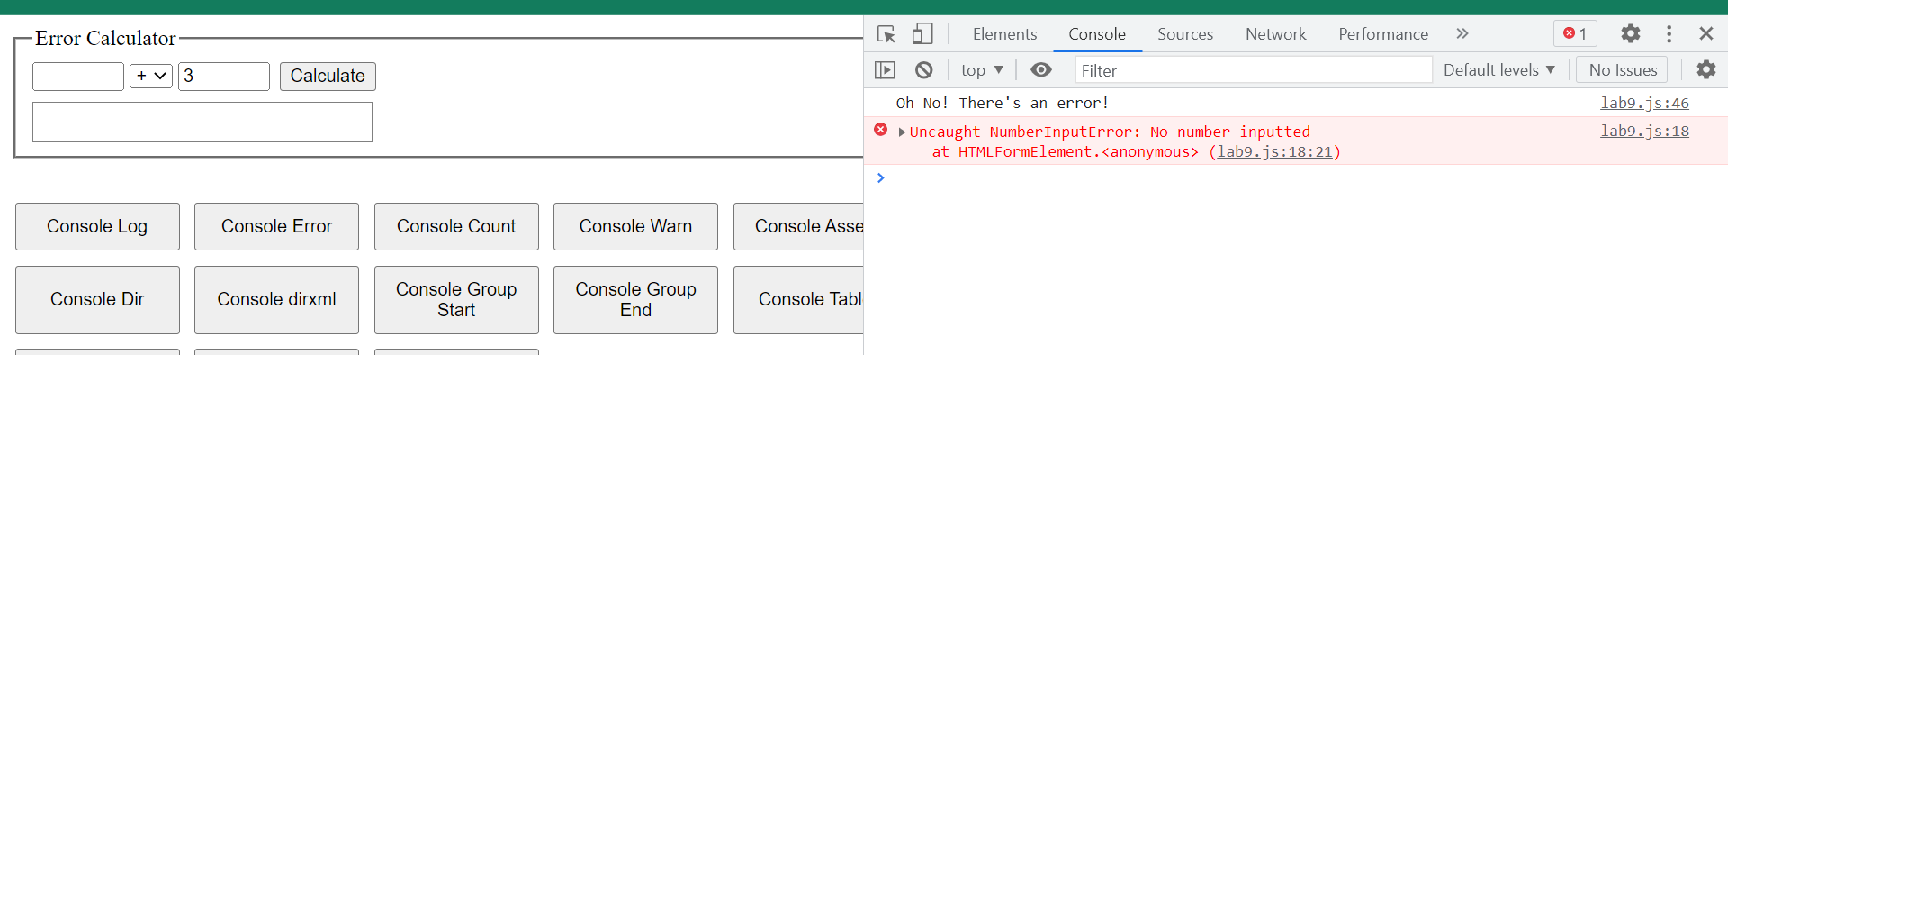 Error Calculator
+ 3 Calculate
Console Log Console Error Console Count Console Warn Console Asse
Console Dir Console dirxml Console Group Start Console Group End Console Tabl
Elements Console Sources Network Performance 1
top Filter Default levels No Issues
Oh No! There's an error! lab9.js:46
Uncaught NumberInputError: No number inputted lab9.js:18
at HTMLFormElement.<anonymous> (lab9.js:18:21)